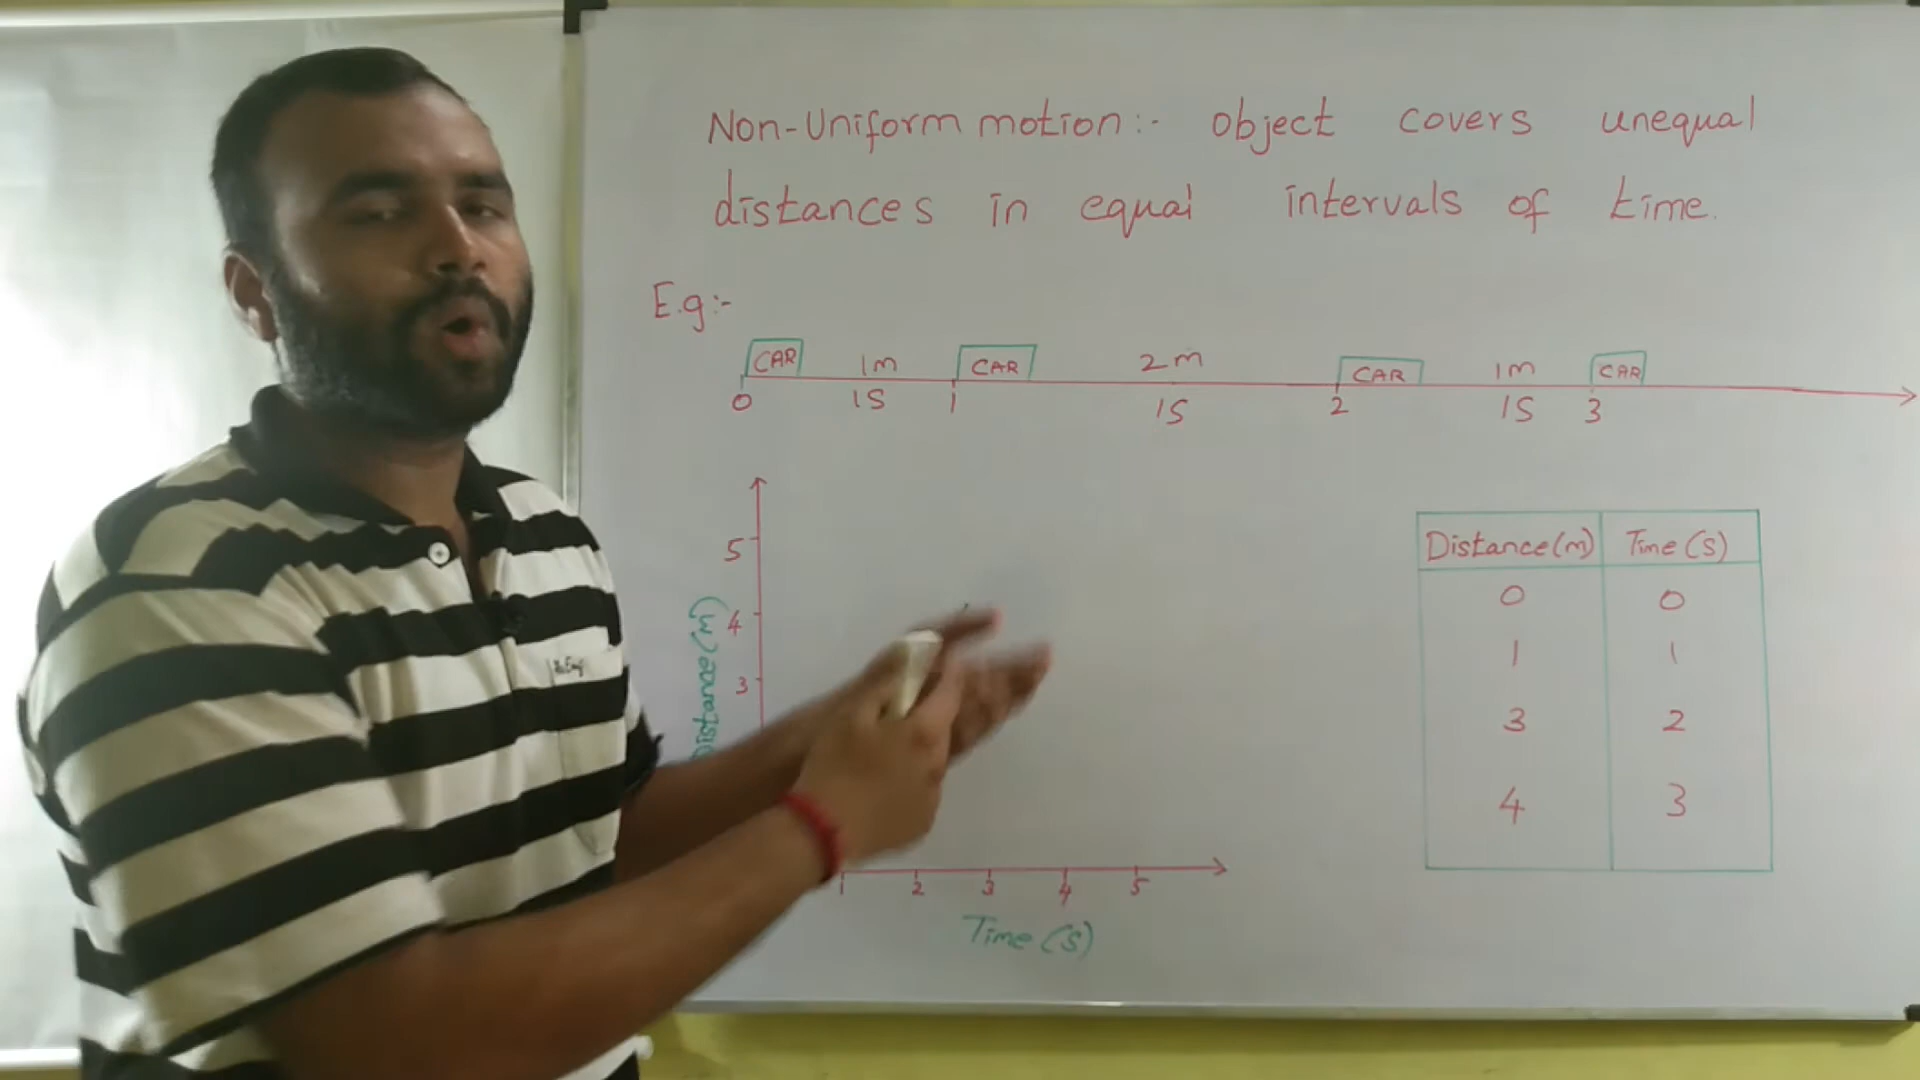 Non-Uniform motion:- object covers unequal
distances in equal intervals of time.
E.g:-
CAR 1m CAR 2m CAR 1m CAR
0 1S 1 1S 2 1S 3
5
4
3
Distance(m)
1 2 3 4 5
Time (S)
Distance(m) Time (S)
0 0
1 1
3 2
4 3